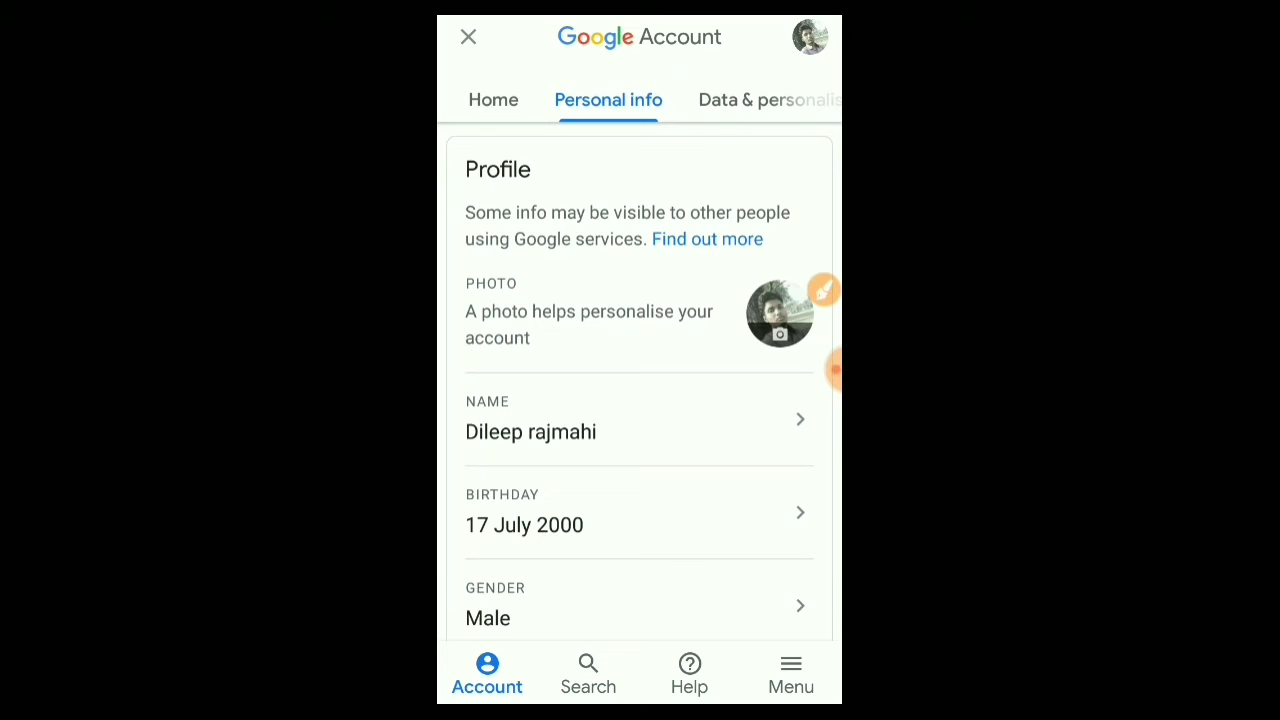 Google Account
Home Personal info Data & personalis
Profile
Some info may be visible to other people
using Google services. Find out more
PHOTO
A photo helps personalise your
account
NAME
Dileep rajmahi
BIRTHDAY
17 July 2000
GENDER
Male
Account Search Help Menu